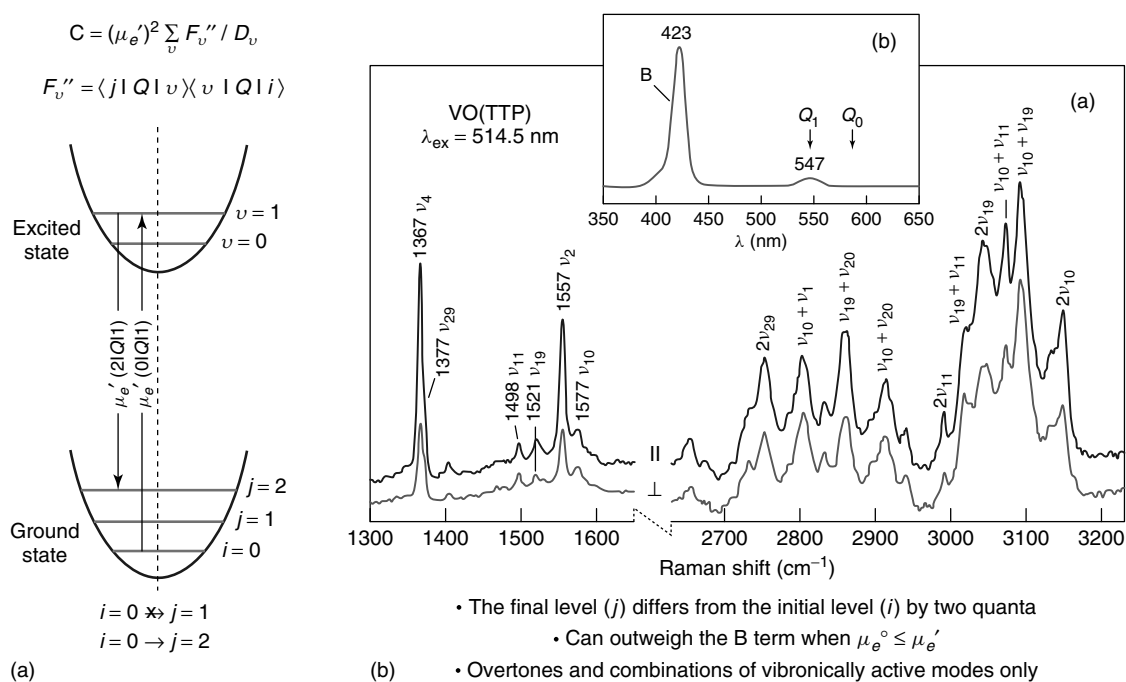 C = (μₑ′)² Σ Fᵥ′′ / Dᵥ
υ
Fᵥ′′ = ⟨ j | Q | υ ⟩⟨ υ | Q | i ⟩
Excited
state
υ = 1
υ = 0
μₑ′ (2|Q|1)
μₑ′ (0|Q|1)
Ground
state
j = 2
j = 1
i = 0
i = 0 ↛ j = 1
i = 0 → j = 2
(a)
VO(TTP)
λex = 514.5 nm
(a)
(b)
423
B
Q₁
Q₀
547
350 400 450 500 550 600 650
λ (nm)
1367 ν₄
1377 ν₂₉
1498 ν₁₁
1521 ν₁₉
1557 ν₂
1577 ν₁₀
||
⊥
2ν₂₉
ν₁₀ + ν₁
ν₁₉ + ν₂₀
ν₁₀ + ν₂₀
2ν₁₁
ν₁₉ + ν₁₁
2ν₁₉
ν₁₀ + ν₁₁
ν₁₀ + ν₁₉
2ν₁₀
1300 1400 1500 1600 2700 2800 2900 3000 3100 3200
Raman shift (cm⁻¹)
• The final level (j) differs from the initial level (i) by two quanta
• Can outweigh the B term when μₑ° ≤ μₑ′
• Overtones and combinations of vibronically active modes only
(b)